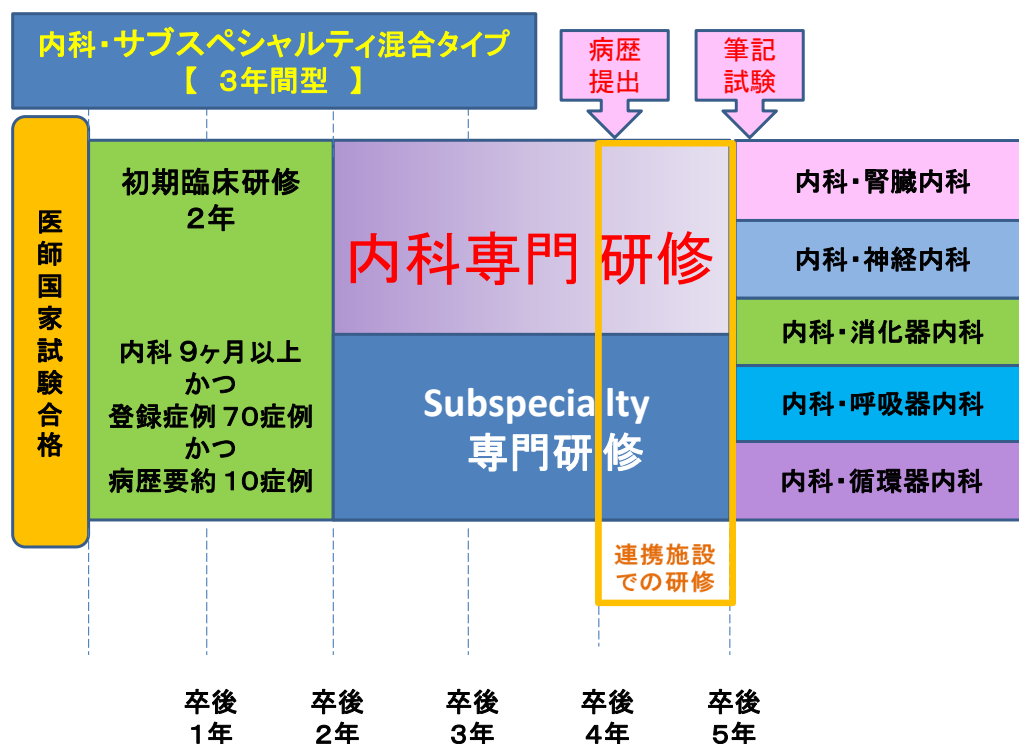 内科・サブスペシャルティ混合タイプ
【 3年間型 】
病歴
提出
筆記
試験
医師国家試験合格
初期臨床研修
2年
内科 9ヶ月以上
かつ
登録症例 70症例
かつ
病歴要約 10症例
内科専門 研修
Subspecialty
専門研修
連携施設
での研修
内科・腎臓内科
内科・神経内科
内科・消化器内科
内科・呼吸器内科
内科・循環器内科
卒後
1年
卒後
2年
卒後
3年
卒後
4年
卒後
5年